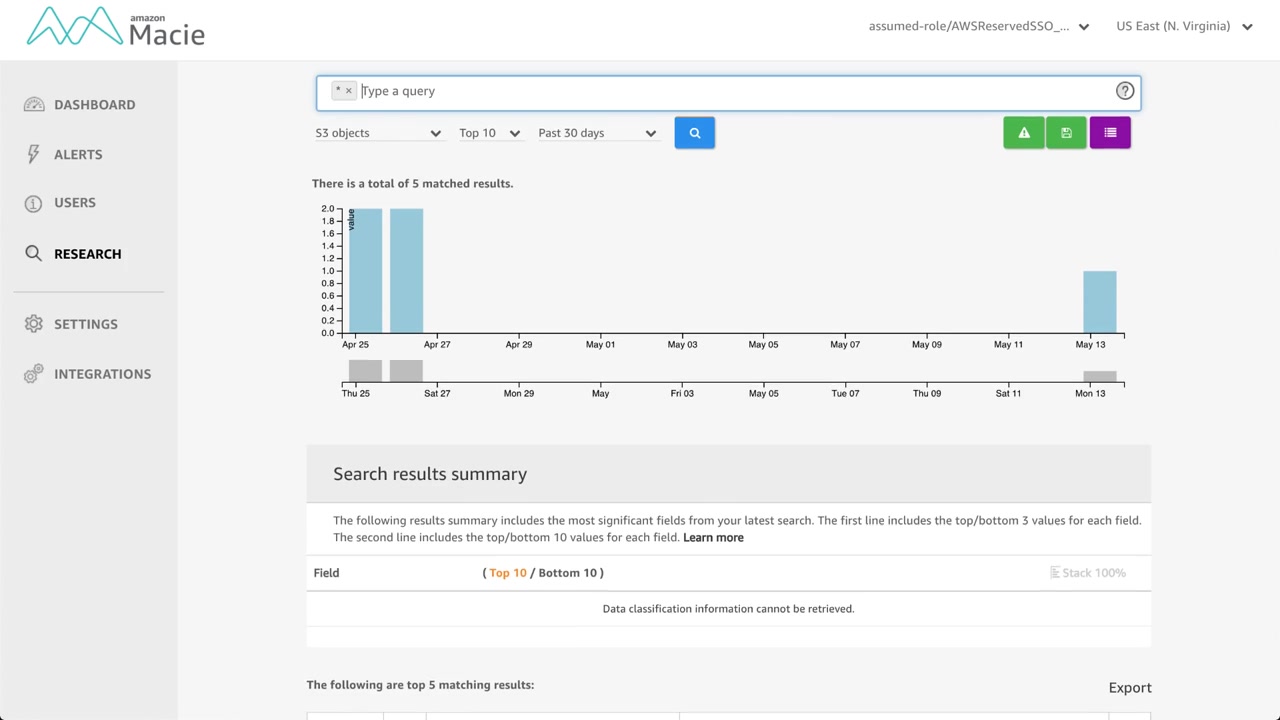 amazon
Macie
assumed-role/AWSReservedSSO_...
US East (N. Virginia)
DASHBOARD
ALERTS
USERS
RESEARCH
SETTINGS
INTEGRATIONS
* × Type a query ?
S3 objects
Top 10
Past 30 days
There is a total of 5 matched results.
value
2.0
1.8
1.6
1.4
1.2
1.0
0.8
0.6
0.4
0.2
0.0
Apr 25 Apr 27 Apr 29 May 01 May 03 May 05 May 07 May 09 May 11 May 13
Thu 25 Sat 27 Mon 29 May Fri 03 May 05 Tue 07 Thu 09 Sat 11 Mon 13
Search results summary
The following results summary includes the most significant fields from your latest search. The first line includes the top/bottom 3 values for each field.
The second line includes the top/bottom 10 values for each field. Learn more
Field ( Top 10 / Bottom 10 ) Stack 100%
Data classification information cannot be retrieved.
The following are top 5 matching results:
Export